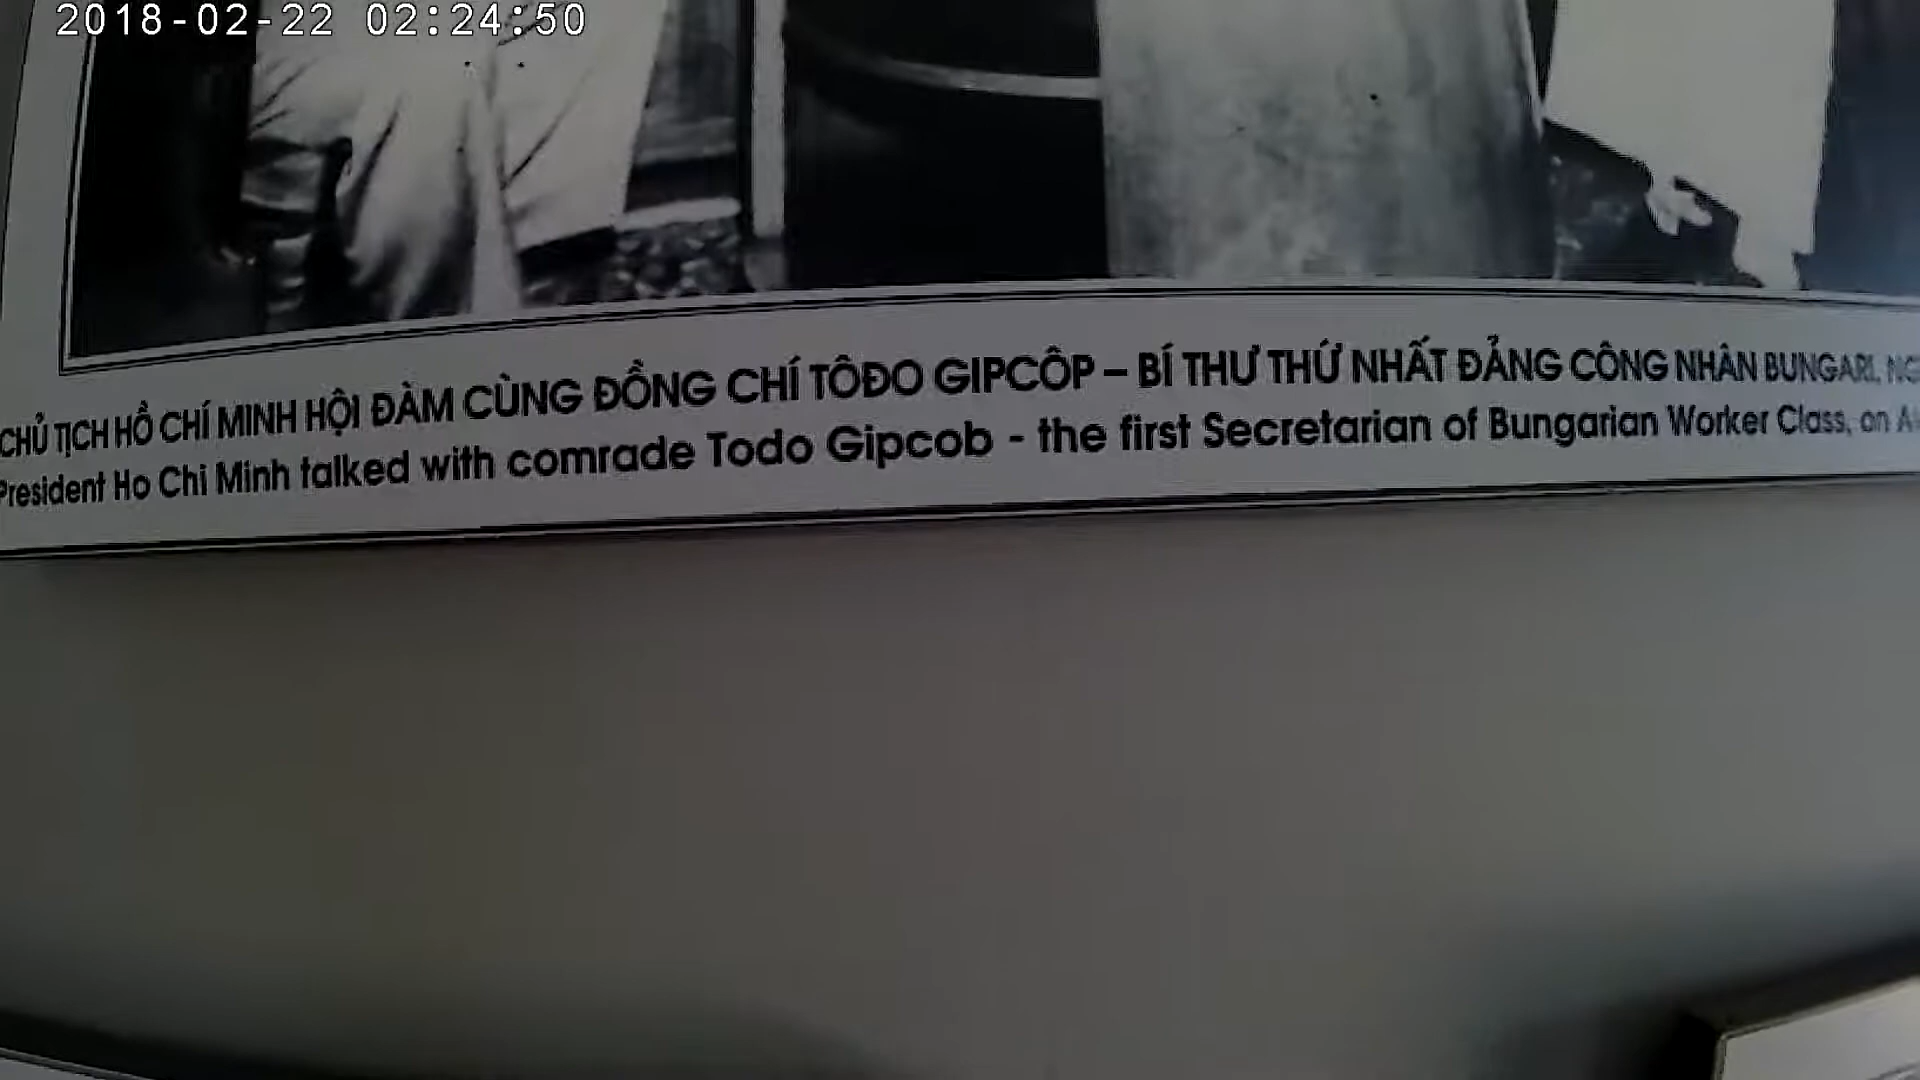 2018-02-22 02:24:50
CHỦ TỊCH HỒ CHÍ MINH HỘI ĐÀM CÙNG ĐỒNG CHÍ TÔĐO GIPCÔP – BÍ THƯ THỨ NHẤT ĐẢNG CÔNG NHÂN BUNGARI,
President Ho Chi Minh talked with comrade Todo Gipcob - the first Secretarian of Bungarian Worker Class, on